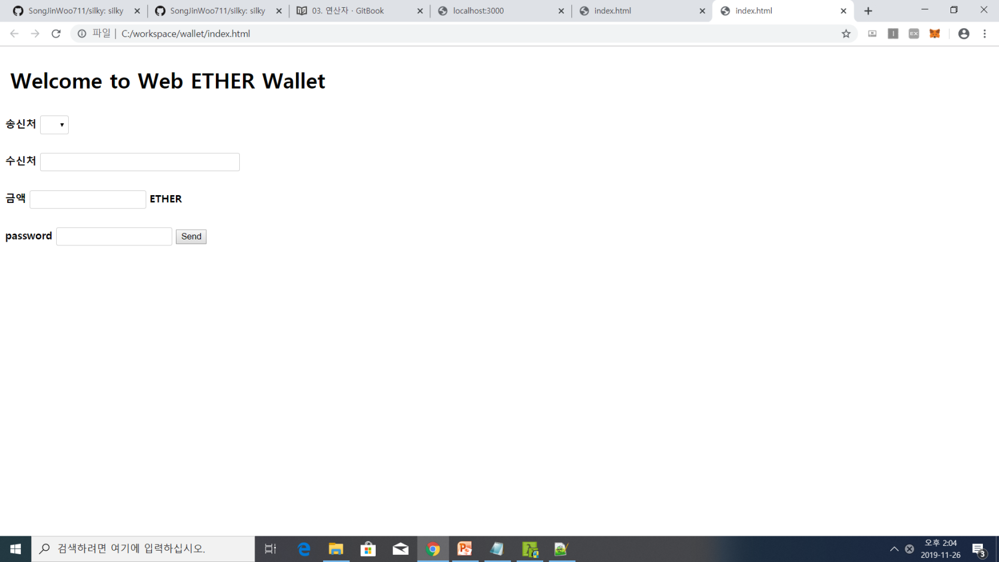 SongJinWoo711/silky: silky
SongJinWoo711/silky: silky
03. 연산자 · GitBook
localhost:3000
index.html
index.html
파일 | C:/workspace/wallet/index.html
EX
Welcome to Web ETHER Wallet
송신처
수신처
금액 ETHER
password Send
검색하려면 여기에 입력하십시오.
오후 2:04
2019-11-26
3